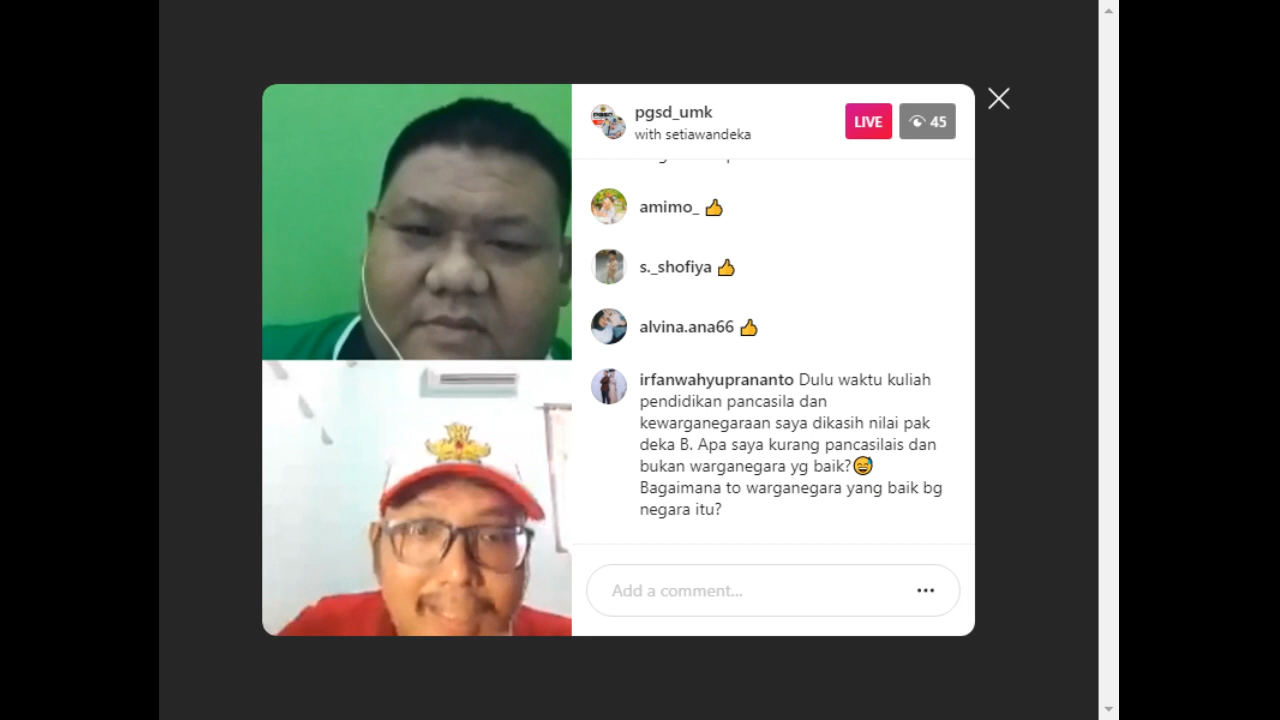 pgsd_umk
with setiawandeka
LIVE
45
amimo_ 👍
s._shofiya 👍
alvina.ana66 👍
irfanwahyuprananto Dulu waktu kuliah
pendidikan pancasila dan
kewarganegaraan saya dikasih nilai pak
deka B. Apa saya kurang pancasilais dan
bukan warganegara yg baik?😅
Bagaimana to warganegara yang baik bg
negara itu?
Add a comment...